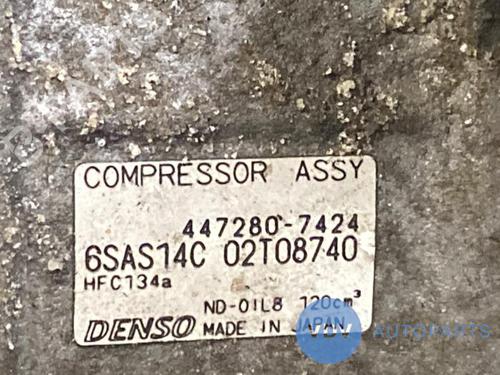 COMPRESSOR ASSY
447280-7424
6SAS14C 02T08740
HFC134a
ND-OIL8 120cm³
DENSO MADE IN JAPAN
VDV AUTOPARTS